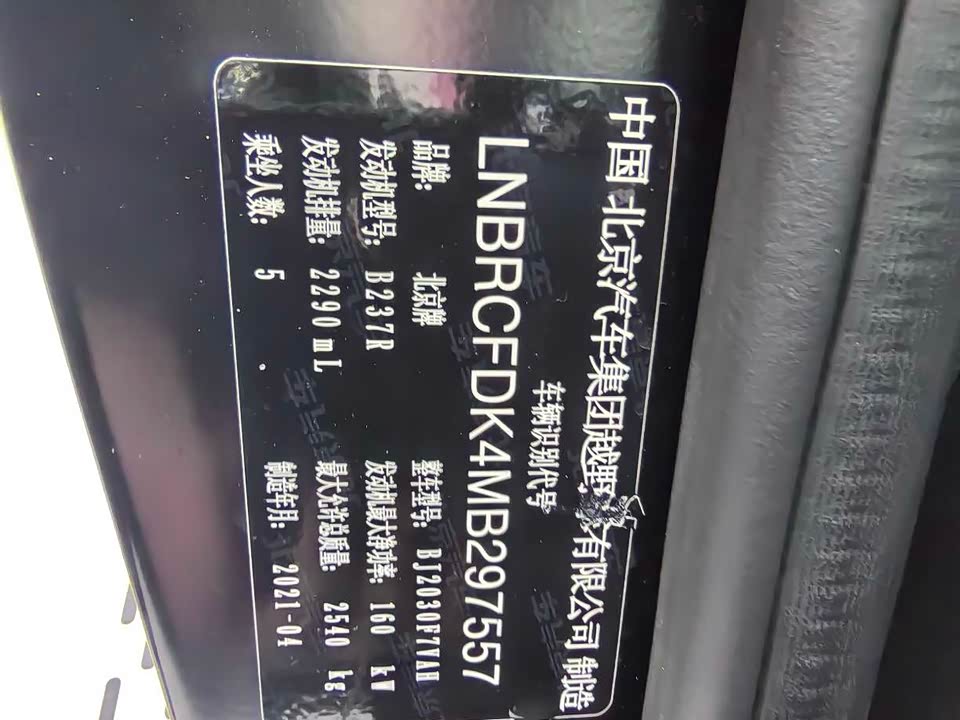 中国 北京汽车集团越野 有限公司 制造
车辆识别代号
LNBRCFDK4MB297557
品牌: 北京牌 整车型号: BJ2030F7VAH
发动机型号: B237R 发动机最大净功率: 160 kW
发动机排量: 2290 mL 最大允许总质量: 2540 kg
乘坐人数: 5 制造年月: 2021-04